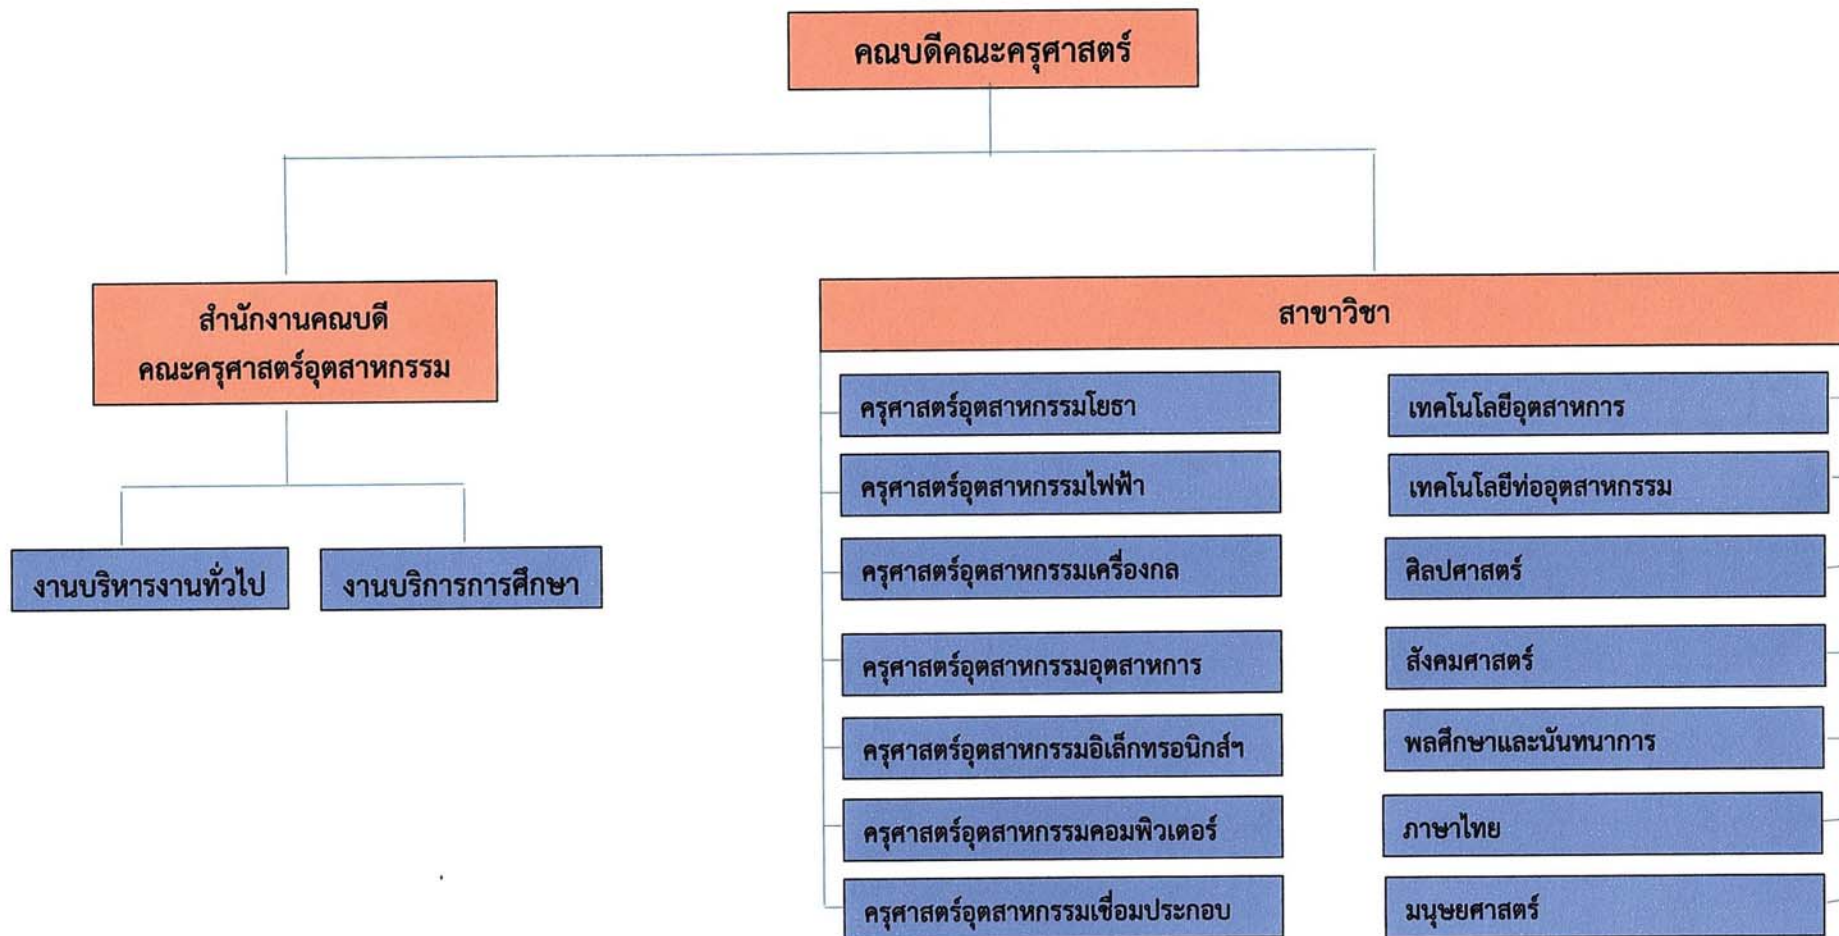 คณบดีคณะครุศาสตร์
สำนักงานคณบดี
คณะครุศาสตร์อุตสาหกรรม
งานบริหารงานทั่วไป
งานบริการการศึกษา
สาขาวิชา
ครุศาสตร์อุตสาหกรรมโยธา
ครุศาสตร์อุตสาหกรรมไฟฟ้า
ครุศาสตร์อุตสาหกรรมเครื่องกล
ครุศาสตร์อุตสาหกรรมอุตสาหการ
ครุศาสตร์อุตสาหกรรมอิเล็กทรอนิกส์ฯ
ครุศาสตร์อุตสาหกรรมคอมพิวเตอร์
ครุศาสตร์อุตสาหกรรมเชื่อมประกอบ
เทคโนโลยีอุตสาหการ
เทคโนโลยีท่ออุตสาหกรรม
ศิลปศาสตร์
สังคมศาสตร์
พลศึกษาและนันทนาการ
ภาษาไทย
มนุษยศาสตร์